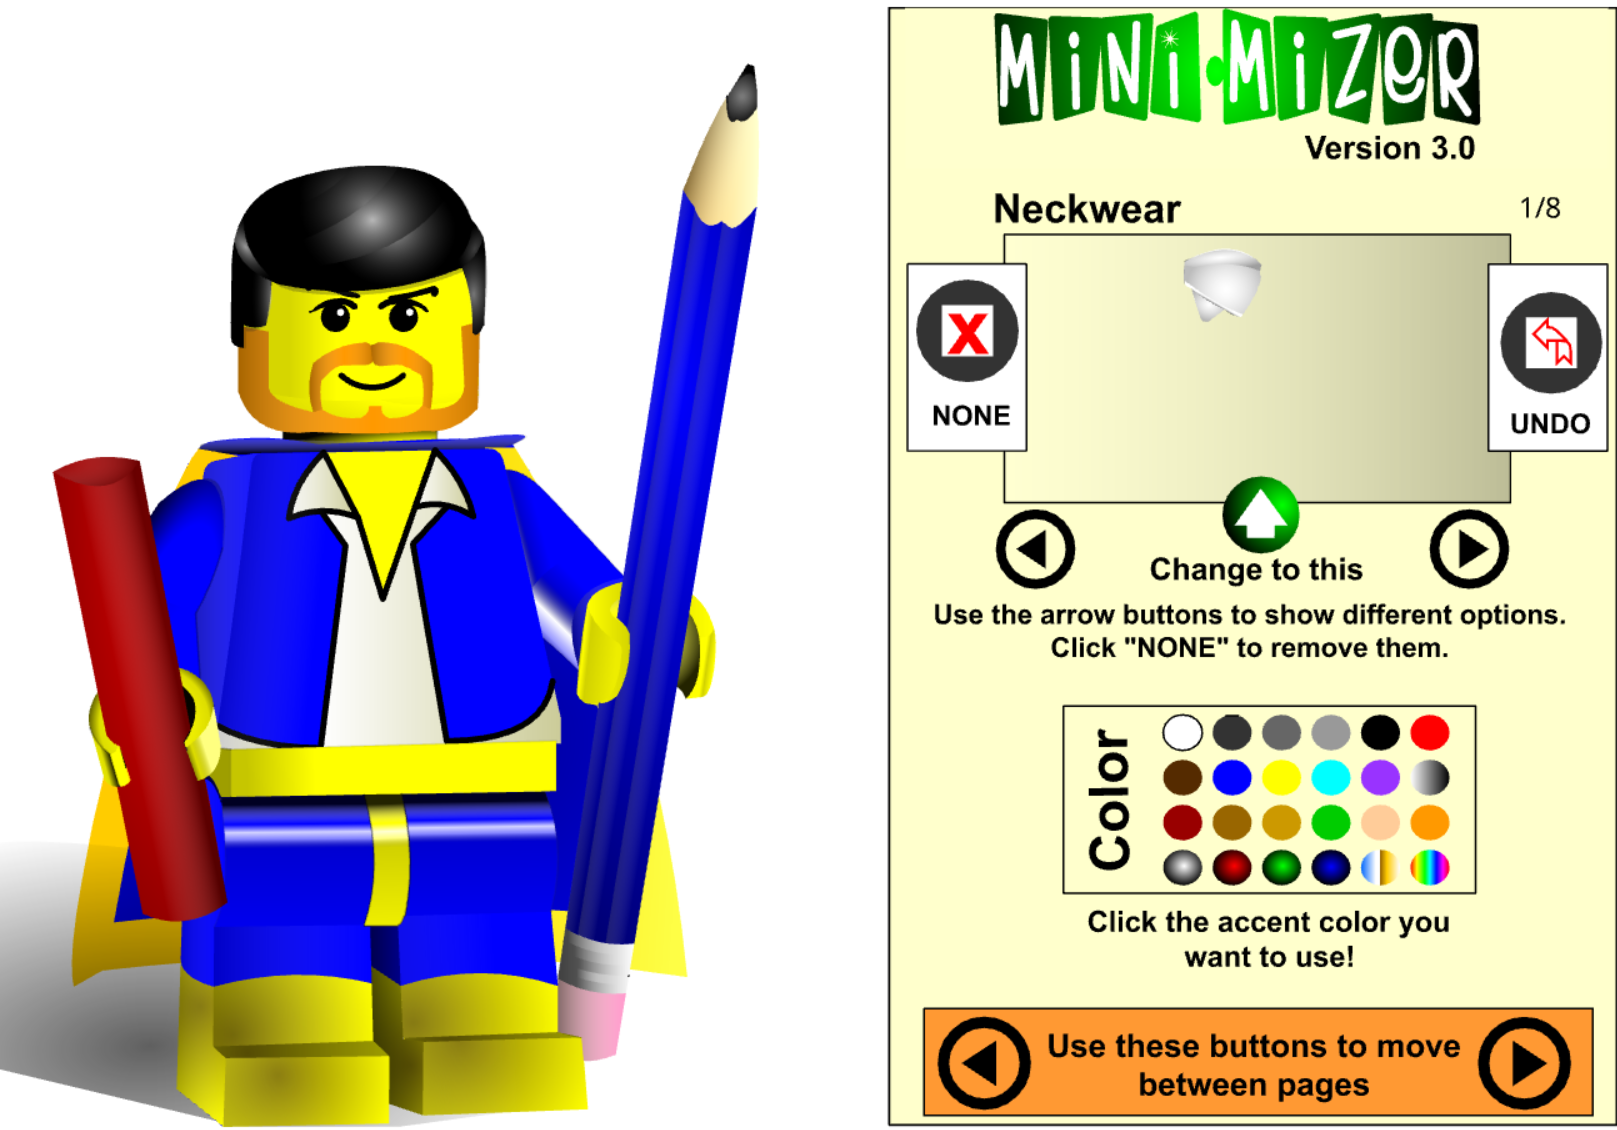 MiNi·MiZeR
Version 3.0
Neckwear
1/8
X
NONE
UNDO
Change to this
Use the arrow buttons to show different options.
Click "NONE" to remove them.
Color
Click the accent color you
want to use!
Use these buttons to move
between pages